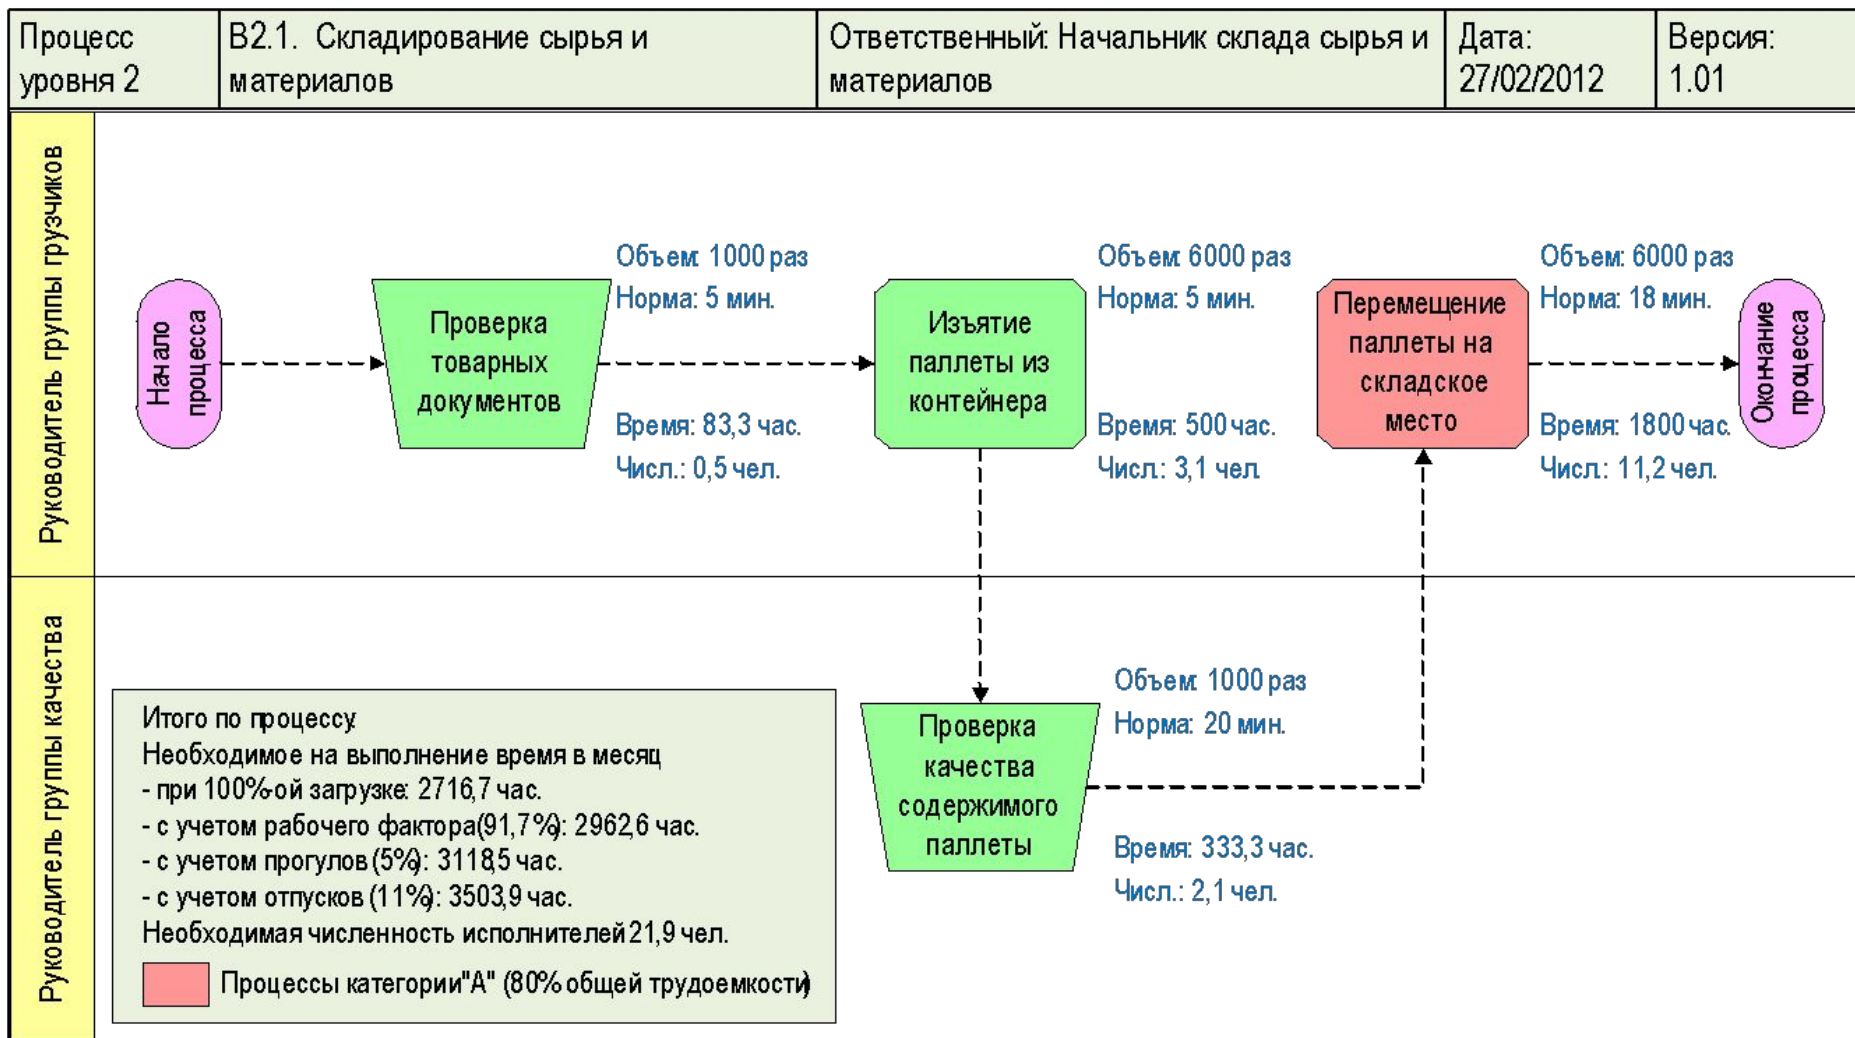 Процесс
уровня 2
В2.1. Складирование сырья и
материалов
Ответственный: Начальник склада сырья и
материалов
Дата:
27/02/2012
Версия:
1.01
Руководитель группы грузчиков
Начало
процесса
Проверка
товарных
документов
Объем: 1000 раз
Норма: 5 мин.
Время: 83,3 час.
Числ.: 0,5 чел.
Изъятие
паллеты из
контейнера
Объем: 6000 раз
Норма: 5 мин.
Время: 500 час.
Числ.: 3,1 чел.
Перемещение
паллеты на
складское
место
Объем: 6000 раз
Норма: 18 мин.
Время: 1800 час.
Числ.: 11,2 чел.
Окончание
процесса
Руководитель группы качества
Итого по процессу:
Необходимое на выполнение время в месяц
- при 100%-ой загрузке: 2716,7 час.
- с учетом рабочего фактора (91,7%): 2962,6 час.
- с учетом прогулов (5%): 3118,5 час.
- с учетом отпусков (11%): 3503,9 час.
Необходимая численность исполнителей 21,9 чел.
Процессы категории "А" (80% общей трудоемкости)
Проверка
качества
содержимого
паллеты
Объем: 1000 раз
Норма: 20 мин.
Время: 333,3 час.
Числ.: 2,1 чел.